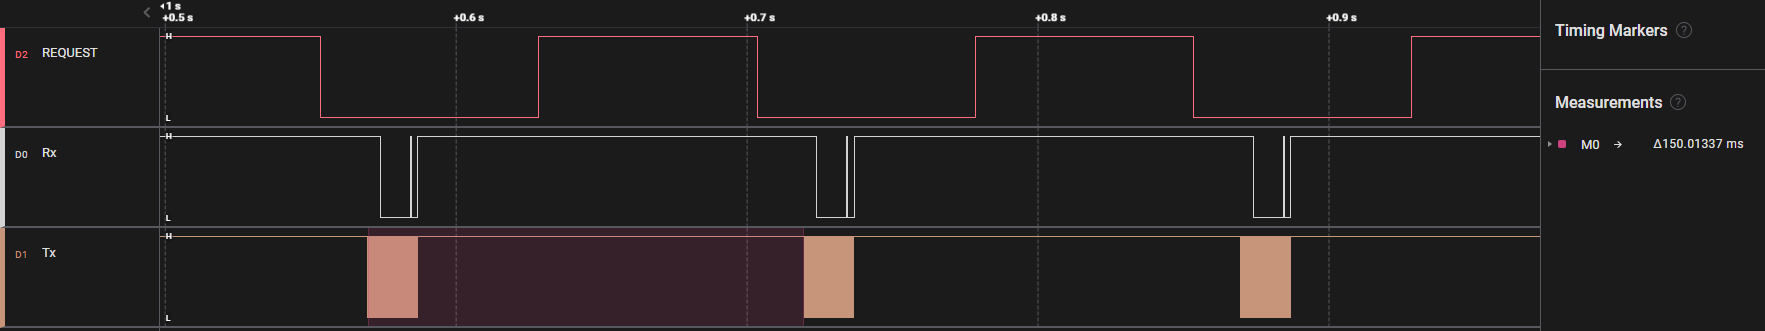 1 s
+0.5 s
+0.6 s
+0.7 s
+0.8 s
+0.9 s
D2 REQUEST
H
L
D0 Rx
H
L
D1 Tx
H
L
Timing Markers ?
Measurements ?
M0 → Δ150.01337 ms